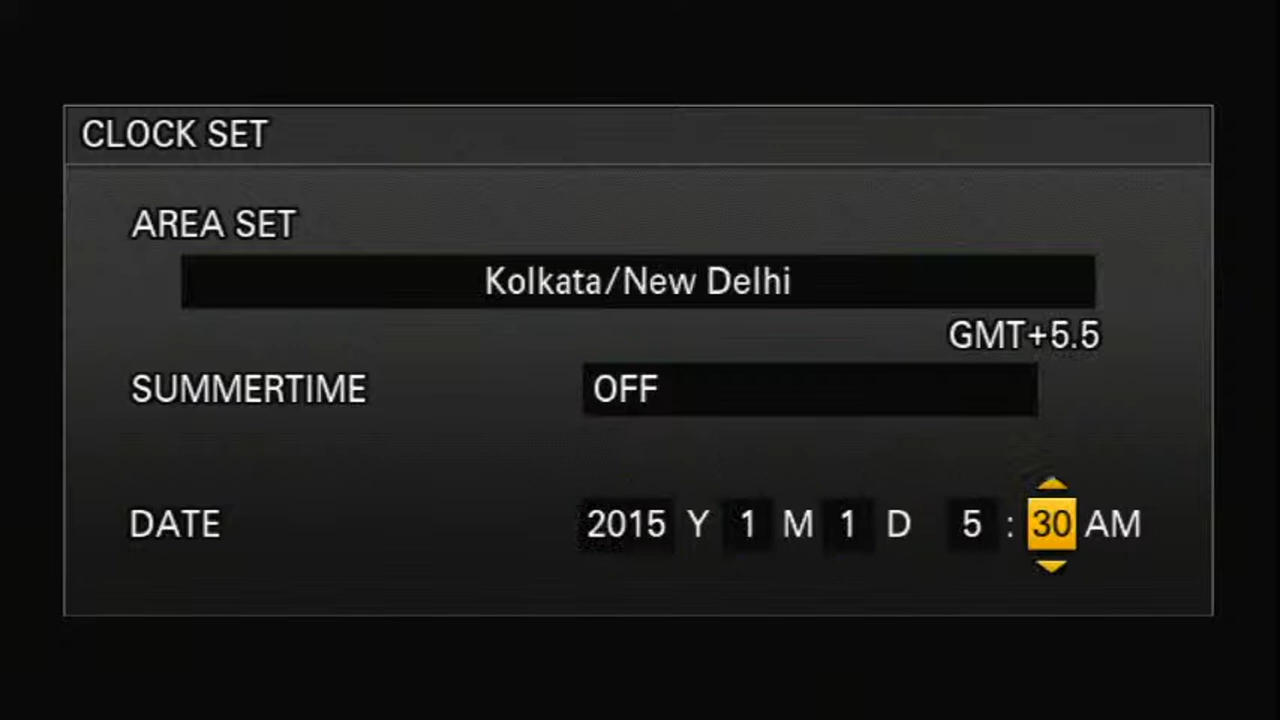 CLOCK SET
AREA SET
Kolkata/New Delhi
GMT+5.5
SUMMERTIME OFF
DATE 2015 Y 1 M 1 D 5 : 30 AM